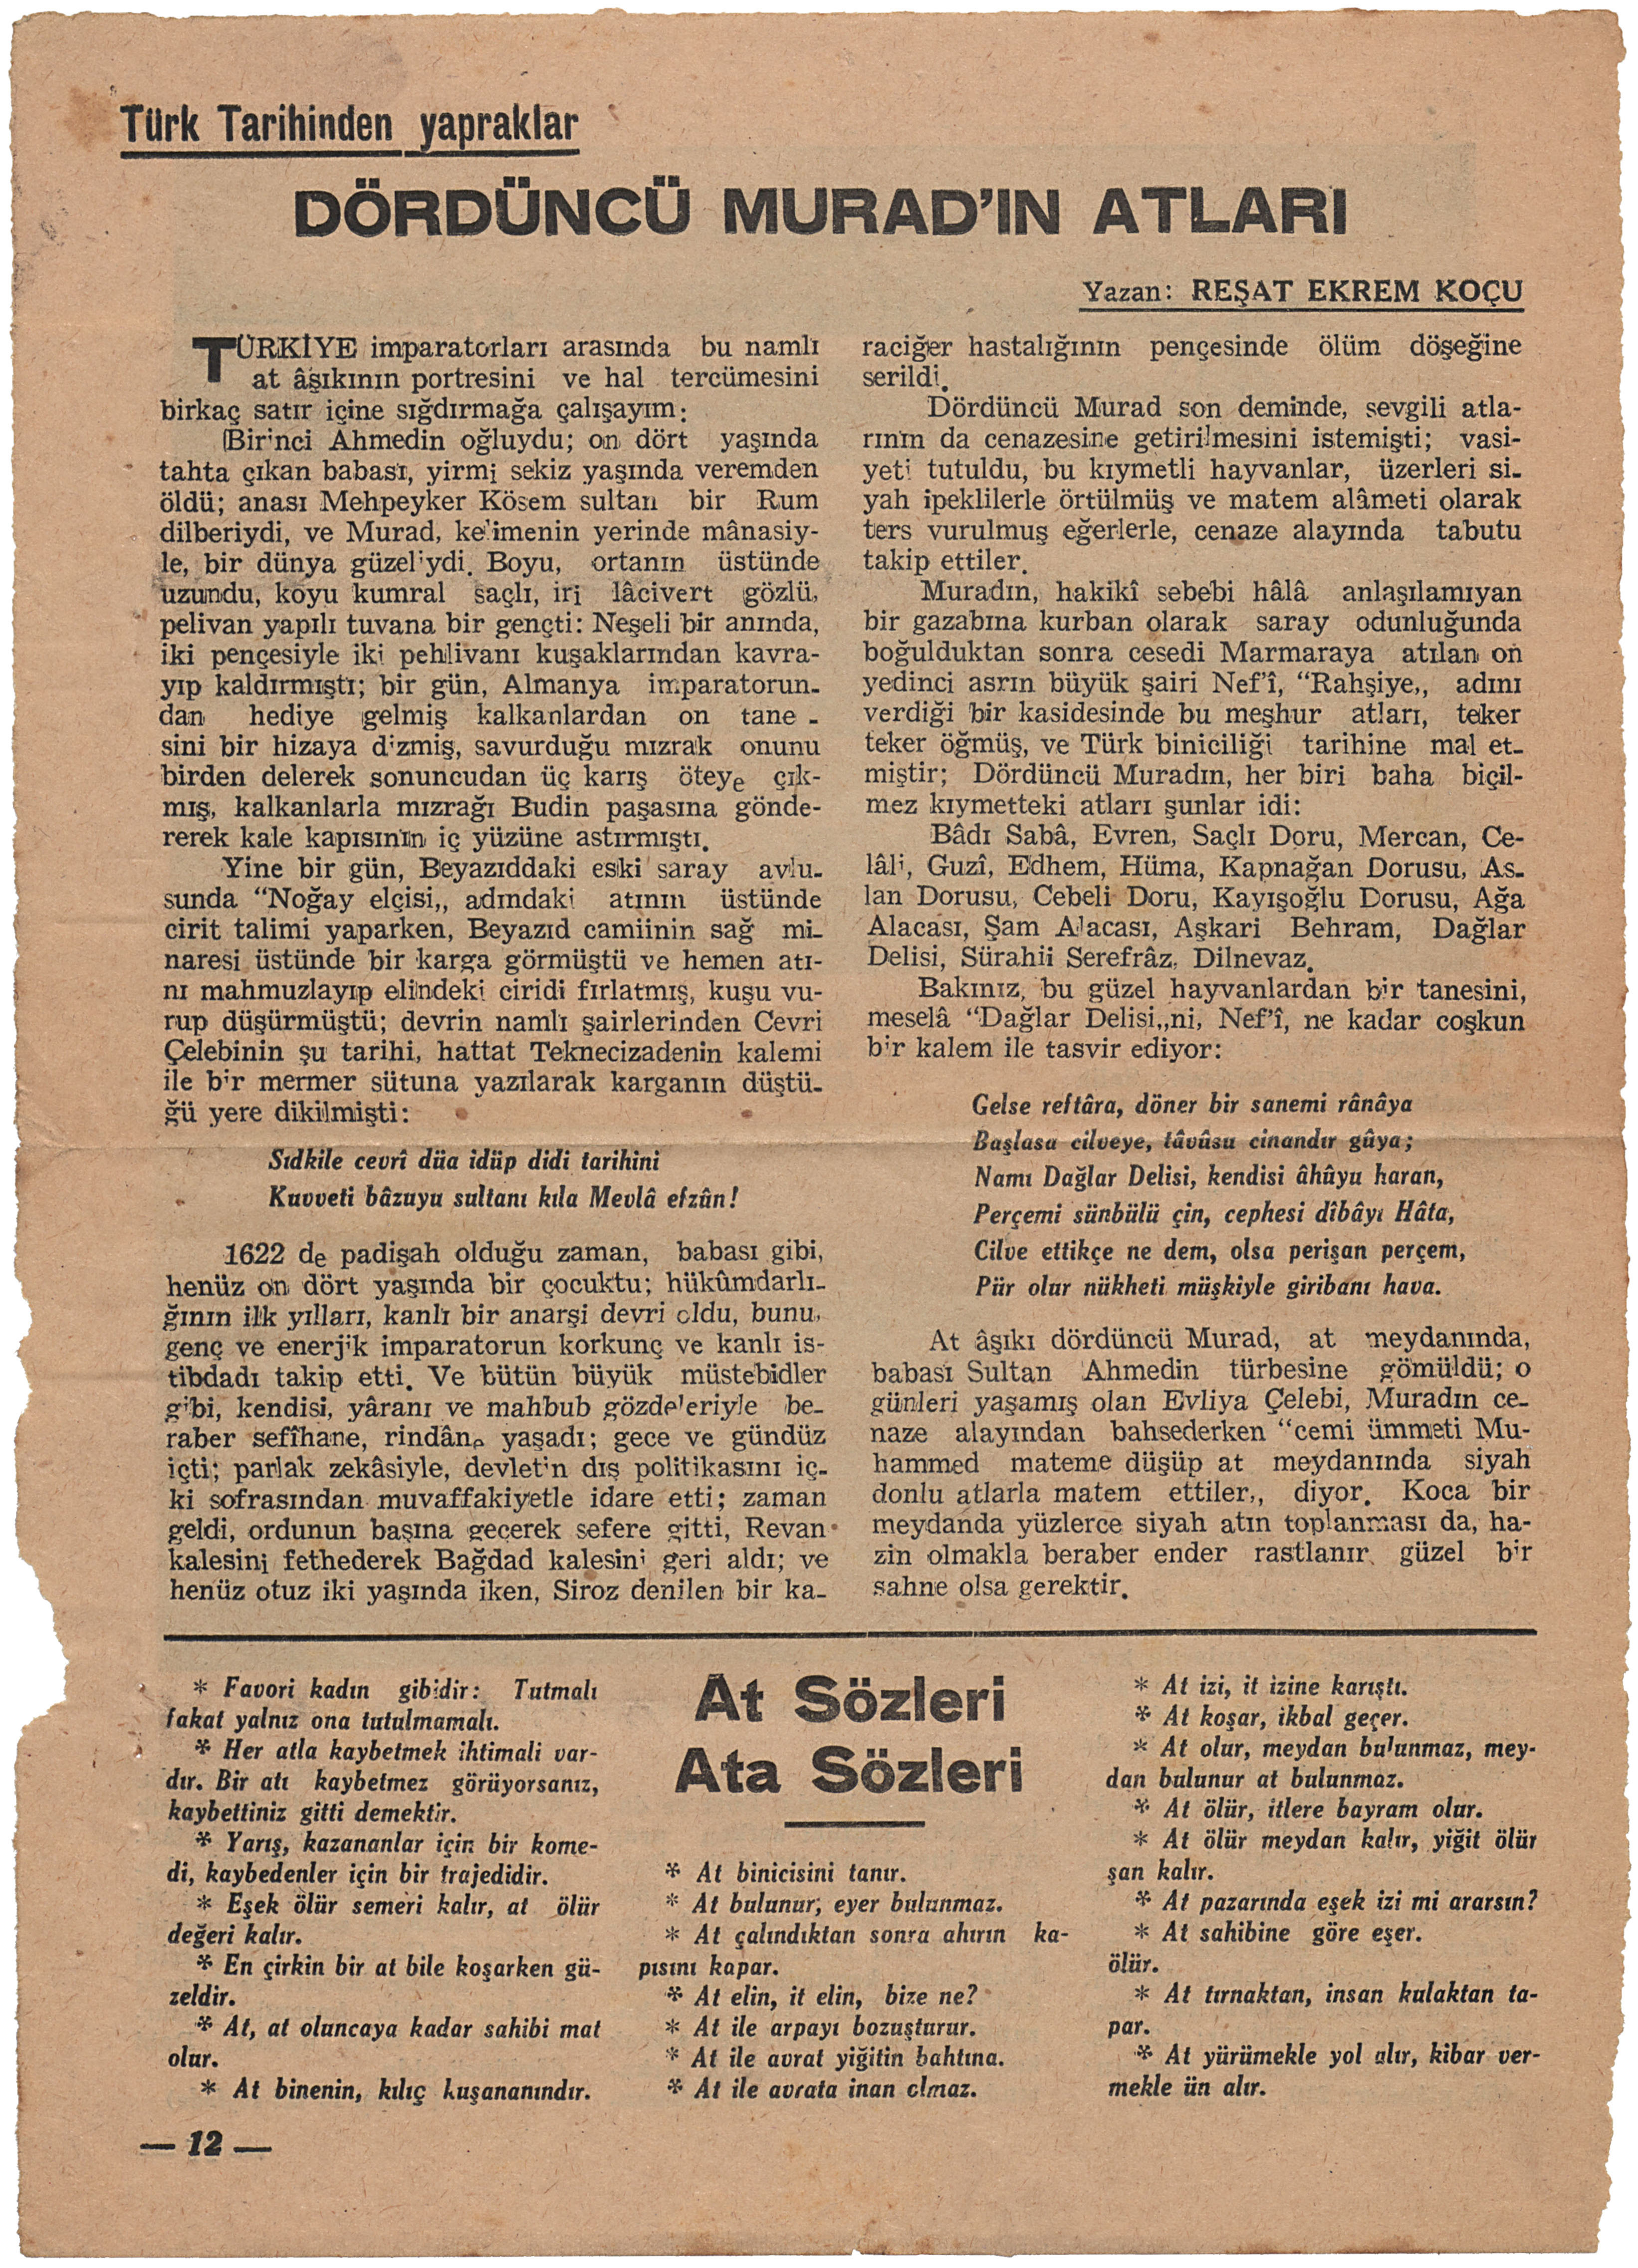 Türk Tarihinden yapraklar
DÖRDÜNCÜ MURAD'IN ATLARI
Yazan: REŞAT EKREM KOÇU
TÜRKİYE imparatorları arasında bu namlı
at âşıkının portresini ve hal tercümesini
birkaç satır içine sığdırmağa çalışayım:
Birinci Ahmedin oğluydu; on dört yaşında
tahta çıkan babası, yirmi sekiz yaşında veremden
öldü; anası Mehpeyker Kösem sultan bir Rum
dilberiydi, ve Murad, kelimenin yerinde mânasiy-
le, bir dünya güzeliydi. Boyu, ortanın üstünde
uzundu, koyu kumral saçlı, iri lâcivert gözlü,
pelivan yapılı tuvana bir gençti: Neşeli bir anında,
iki pençesiyle iki pehlivanı kuşaklarından kavra-
yıp kaldırmıştı; bir gün, Almanya imparatorun-
dan hediye gelmiş kalkanlardan on tane -
sini bir hizaya dizmiş, savurduğu mızrak onunu
birden delerek sonuncudan üç karış öteye çık-
mış, kalkanlarla mızrağı Budin paşasına gönde-
rerek kale kapısının iç yüzüne astırmıştı.
Yine bir gün, Beyazıddaki eski saray avlu-
sunda “Noğay elçisi„ adındaki atının üstünde
cirit talimi yaparken, Beyazıd camiinin sağ mi-
naresi üstünde bir karga görmüştü ve hemen atı-
nı mahmuzlayıp elindeki ciridi fırlatmış, kuşu vu-
rup düşürmüştü; devrin namlı şairlerinden Cevri
Çelebinin şu tarihi, hattat Teknecizadenin kalemi
ile bir mermer sütuna yazılarak karganın düştü-
ğü yere dikilmişti:
Sıdkile cevrî düa idüp didi tarihini
Kuvveti bâzuyu sultanı kıla Mevlâ efzûn!
1622 de padişah olduğu zaman, babası gibi,
henüz on dört yaşında bir çocuktu; hükûmdarlı-
ğının ilk yılları, kanlı bir anarşi devri oldu, bunu,
genç ve enerjik imparatorun korkunç ve kanlı is-
tibdadı takip etti. Ve bütün büyük müstebidler
gibi, kendisi, yâranı ve mahbub gözdeleriyle be-
raber sefîhane, rindâne yaşadı; gece ve gündüz
içti; parlak zekâsiyle, devletin dış politikasını iç-
ki sofrasından muvaffakiyetle idare etti; zaman
geldi, ordunun başına geçerek sefere gitti, Revan
kalesini fethederek Bağdad kalesini geri aldı; ve
henüz otuz iki yaşında iken, Siroz denilen bir ka-
raciğer hastalığının pençesinde ölüm döşeğine
serildi.
Dördüncü Murad son deminde, sevgili atla-
rının da cenazesine getirilmesini istemişti; vasi-
yeti tutuldu, bu kıymetli hayvanlar, üzerleri si-
yah ipeklilerle örtülmüş ve matem alâmeti olarak
ters vurulmuş eğerlerle, cenaze alayında tabutu
takip ettiler.
Muradın, hakikî sebebi hâlâ anlaşılamıyan
bir gazabına kurban olarak saray odunluğunda
boğulduktan sonra cesedi Marmaraya atılan on
yedinci asrın büyük şairi Nef'î, “Rahşiye„ adını
verdiği bir kasidesinde bu meşhur atları, teker
teker öğmüş, ve Türk biniciliği tarihine mal et-
miştir; Dördüncü Muradın, her biri baha biçil-
mez kıymetteki atları şunlar idi:
Bâdı Sabâ, Evren, Saçlı Doru, Mercan, Ce-
lâlî, Guzî, Edhem, Hüma, Kapnağan Dorusu, As-
lan Dorusu, Cebeli Doru, Kayışoğlu Dorusu, Ağa
Alacası, Şam Alacası, Aşkari Behram, Dağlar
Delisi, Sürahii Serefrâz, Dilnevaz.
Bakınız, bu güzel hayvanlardan bir tanesini,
meselâ “Dağlar Delisi„ni, Nef'î, ne kadar coşkun
bir kalem ile tasvir ediyor:
Gelse reftâra, döner bir sanemi rânâya
Başlasa cilveye, tâvûsu cinandır gûya;
Namı Dağlar Delisi, kendisi âhûyu haran,
Perçemi sünbülü çin, cephesi dîbâyı Hâta,
Cilve ettikçe ne dem, olsa perişan perçem,
Pür olur nükheti müşkiyle giribanı hava.
At âşıkı dördüncü Murad, at meydanında,
babası Sultan Ahmedin türbesine gömüldü; o
günleri yaşamış olan Evliya Çelebi, Muradın ce-
naze alayından bahsederken “cemi ümmeti Mu-
hammed mateme düşüp at meydanında siyah
donlu atlarla matem ettiler„ diyor. Koca bir
meydanda yüzlerce siyah atın toplanması da, ha-
zin olmakla beraber ender rastlanır güzel bir
sahne olsa gerektir.
* Favori kadın gibidir: Tutmalı
fakat yalnız ona tutulmamalı.
* Her atla kaybetmek ihtimali var-
dır. Bir atı kaybetmez görüyorsanız,
kaybettiniz gitti demektir.
* Yarış, kazananlar için bir kome-
di, kaybedenler için bir trajedidir.
* Eşek ölür semeri kalır, at ölür
değeri kalır.
* En çirkin bir at bile koşarken gü-
zeldir.
* At, at oluncaya kadar sahibi mat
olur.
* At binenin, kılıç kuşananındır.
At Sözleri
Ata Sözleri
* At binicisini tanır.
* At bulunur; eyer bulunmaz.
* At çalındıktan sonra ahırın ka-
pısını kapar.
* At elin, it elin, bize ne?
* At ile arpayı bozuşturur.
* At ile avrat yiğitin bahtına.
* At ile avrata inan olmaz.
* At izi, it izine karıştı.
* At koşar, ikbal geçer.
* At olur, meydan bulunmaz, mey-
dan bulunur at bulunmaz.
* At ölür, itlere bayram olur.
* At ölür meydan kalır, yiğit ölür
şan kalır.
* At pazarında eşek izi mi ararsın?
* At sahibine göre eşer.
ölür.
* At tırnaktan, insan kulaktan ta-
par.
* At yürümekle yol alır, kibar ver-
mekle ün alır.
— 12 —